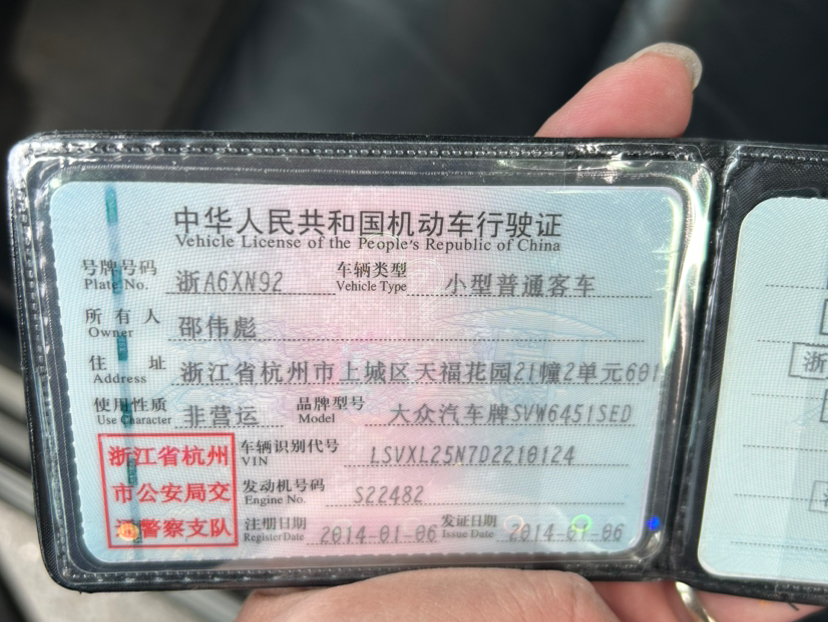 中华人民共和国机动车行驶证
Vehicle License of the People's Republic of China
号牌号码 浙A6XN92 车辆类型 小型普通客车
Plate No. Vehicle Type
所有人 邵伟彪
Owner
住址 浙江省杭州市上城区天福花园21幢2单元601
Address
使用性质 非营运 品牌型号 大众汽车牌SVW6451SED
Use Character Model
浙江省杭州 车辆识别代号 LSVXL25N7D2210124
VIN
市公安局交 发动机号码 S22482
Engine No.
通警察支队 注册日期 2014-01-06 发证日期 2014-01-06
Register Date Issue Date